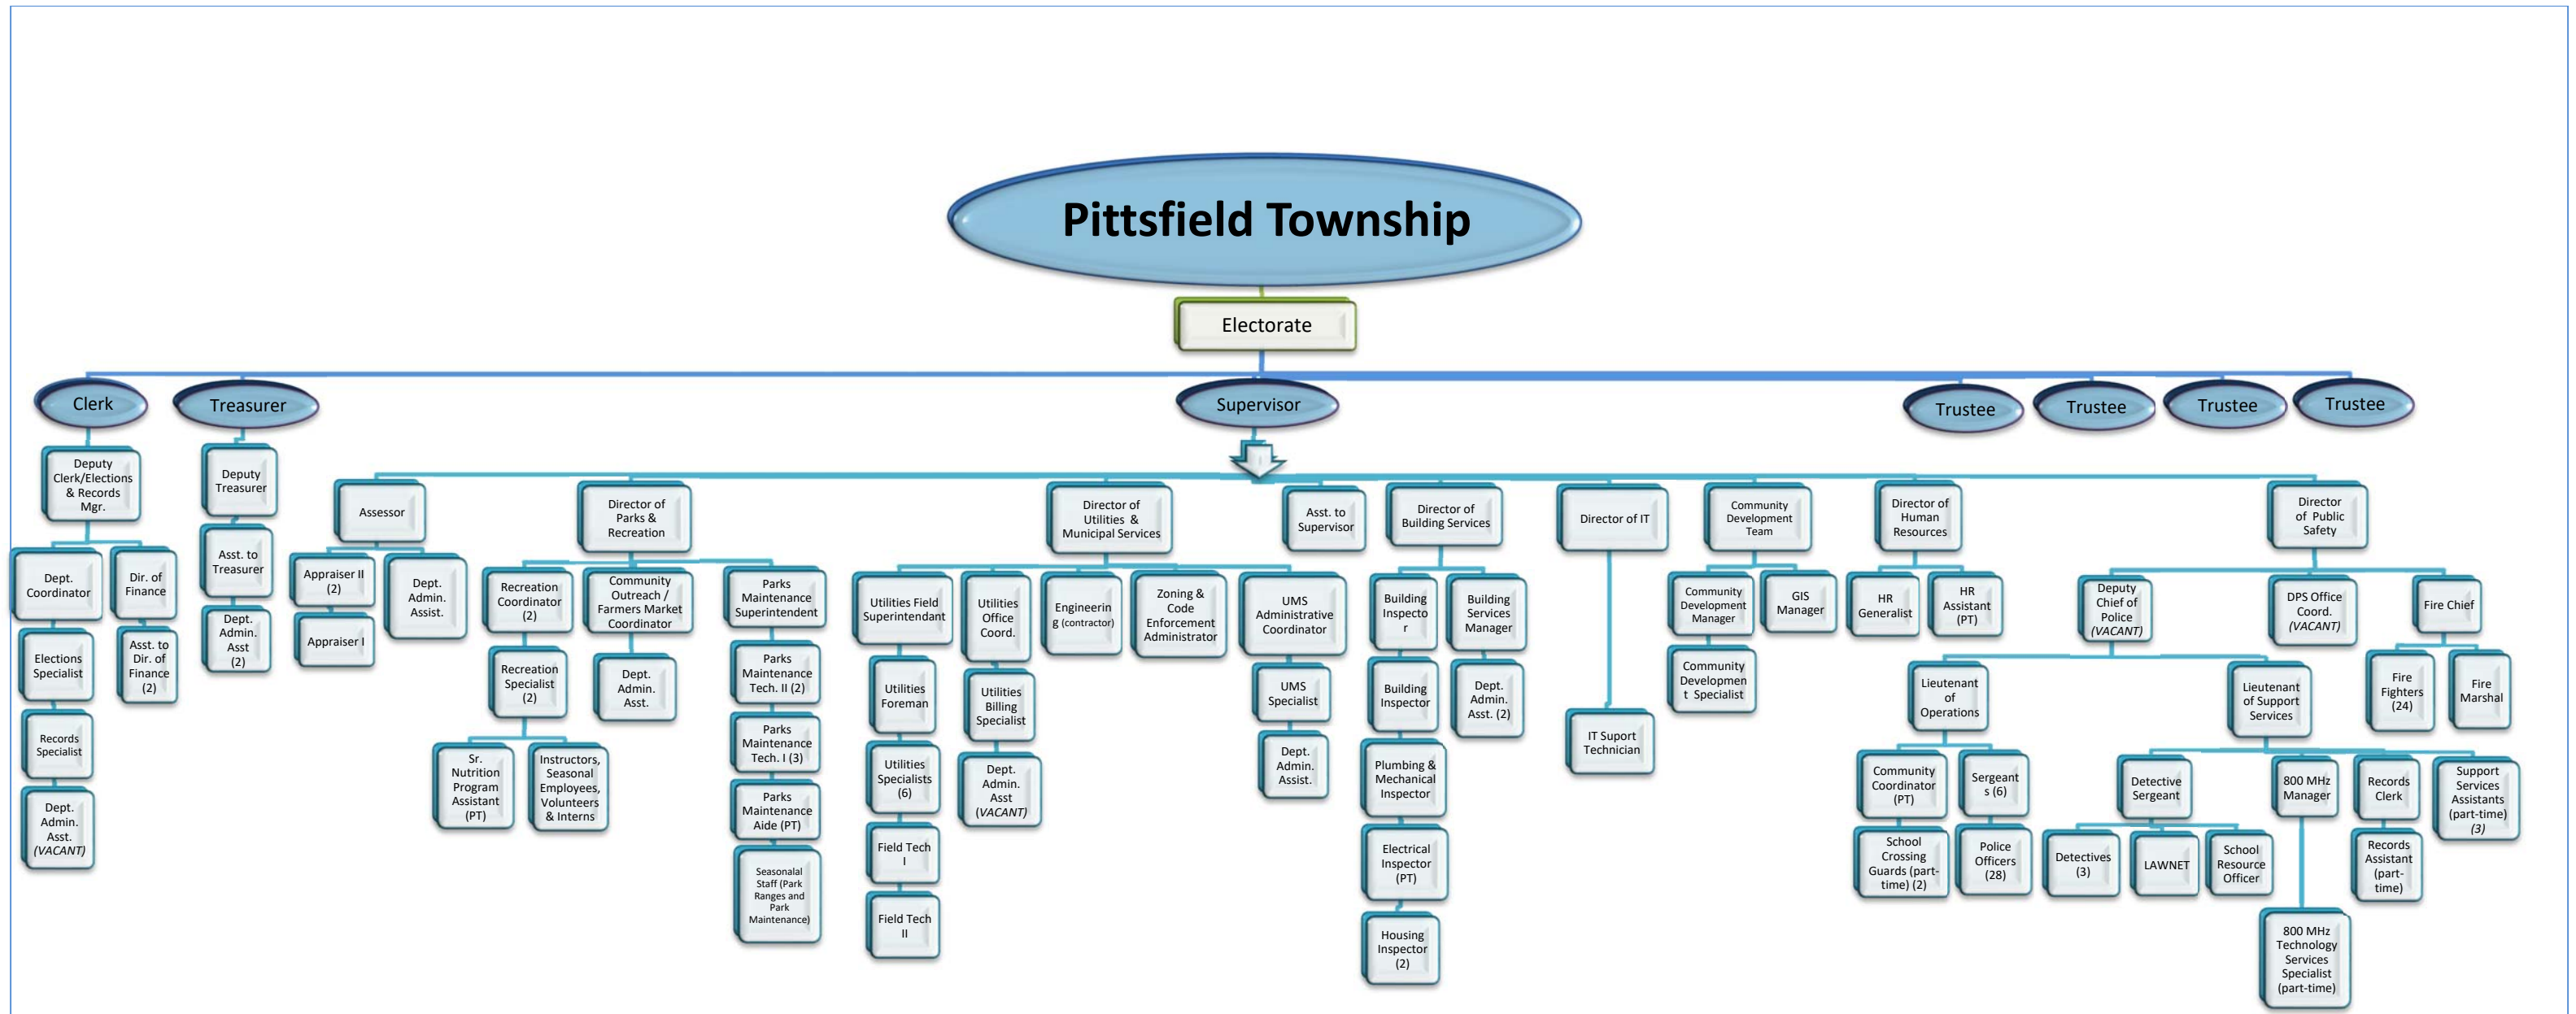 Pittsfield Township
Electorate
Clerk
Treasurer
Supervisor
Trustee
Trustee
Trustee
Trustee
Deputy
Clerk/Elections
& Records
Mgr.
Dept.
Coordinator
Elections
Specialist
Records
Specialist
Dept.
Admin.
Asst.
(VACANT)
Dir. of
Finance
Asst. to
Dir. of
Finance
(2)
Deputy
Treasurer
Asst. to
Treasurer
Dept.
Admin.
Asst
(2)
Assessor
Appraiser II
(2)
Appraiser I
Dept.
Admin.
Assist.
Director of
Parks &
Recreation
Recreation
Coordinator
(2)
Recreation
Specialist
(2)
Sr.
Nutrition
Program
Assistant
(PT)
Instructors,
Seasonal
Employees,
Volunteers
& Interns
Community
Outreach /
Farmers Market
Coordinator
Dept.
Admin.
Asst.
Parks
Maintenance
Superintendent
Parks
Maintenance
Tech. II (2)
Parks
Maintenance
Tech. I (3)
Parks
Maintenance
Aide (PT)
Seasonalal
Staff (Park
Ranges and
Park
Maintenance)
Director of
Utilities &
Municipal Services
Utilities Field
Superintendant
Utilities
Foreman
Utilities
Specialists
(6)
Field Tech
I
Field Tech
II
Utilities
Office
Coord.
Utilities
Billing
Specialist
Dept.
Admin.
Asst
(VACANT)
Engineerin
g (contractor)
Zoning &
Code
Enforcement
Administrator
UMS
Administrative
Coordinator
UMS
Specialist
Dept.
Admin.
Assist.
Asst. to
Supervisor
Director of
Building Services
Building
Inspecto
r
Building
Inspector
Plumbing &
Mechanical
Inspector
Electrical
Inspector
(PT)
Housing
Inspector
(2)
Building
Services
Manager
Dept.
Admin.
Asst. (2)
Director of IT
IT Suport
Technician
Community
Development
Team
Community
Development
Manager
Community
Developmen
t Specialist
GIS
Manager
Director of
Human
Resources
HR
Generalist
HR
Assistant
(PT)
Director
of Public
Safety
Deputy
Chief of
Police
(VACANT)
DPS Office
Coord.
(VACANT)
Fire Chief
Fire
Fighters
(24)
Fire
Marshal
Lieutenant
of
Operations
Community
Coordinator
(PT)
School
Crossing
Guards (part-
time) (2)
Sergeant
s (6)
Police
Officers
(28)
Lieutenant
of Support
Services
Detective
Sergeant
Detectives
(3)
LAWNET
School
Resource
Officer
800 MHz
Manager
800 MHz
Technology
Services
Specialist
(part-time)
Records
Clerk
Records
Assistant
(part-
time)
Support
Services
Assistants
(part-time)
(3)